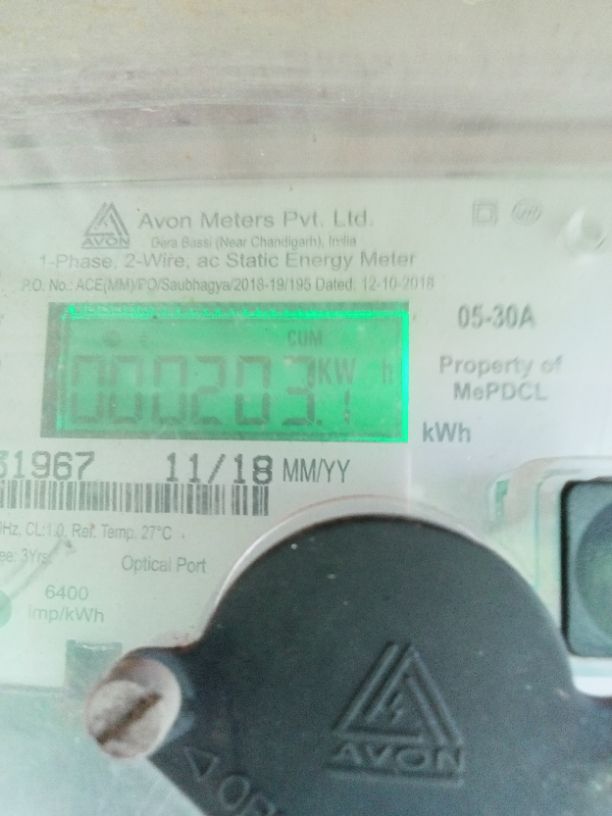 Avon Meters Pvt. Ltd.
AVON
Dera Bassi (Near Chandigarh), India
1-Phase, 2-Wire, ac Static Energy Meter
P.O. No.: ACE(MM)/PO/Saubhagya/2018-19/195 Dated: 12-10-2018
CUM
000203.1 KW h
05-30A
Property of
MePDCL
kWh
31967 11/18 MM/YY
Hz, CL:1.0, Ref. Temp. 27°C
ee: 3Yrs.
Optical Port
6400
imp/kWh
AVON